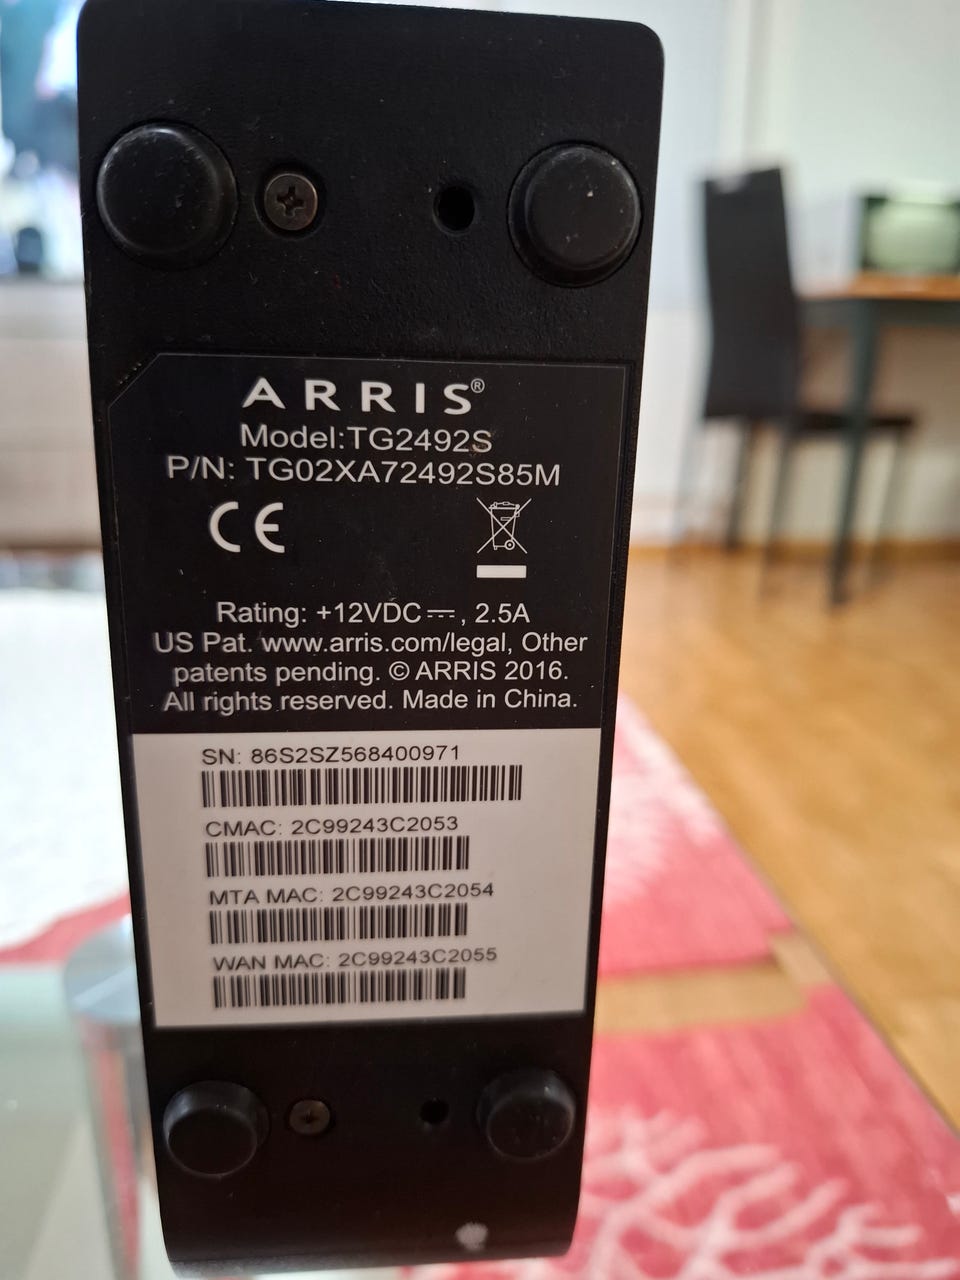 ARRIS®
Model:TG2492S
P/N: TG02XA72492S85M
CE
Rating: +12VDC⎓, 2.5A
US Pat. www.arris.com/legal, Other
patents pending. © ARRIS 2016.
All rights reserved. Made in China.
SN: 86S2SZ568400971
CMAC: 2C99243C2053
MTA MAC: 2C99243C2054
WAN MAC: 2C99243C2055